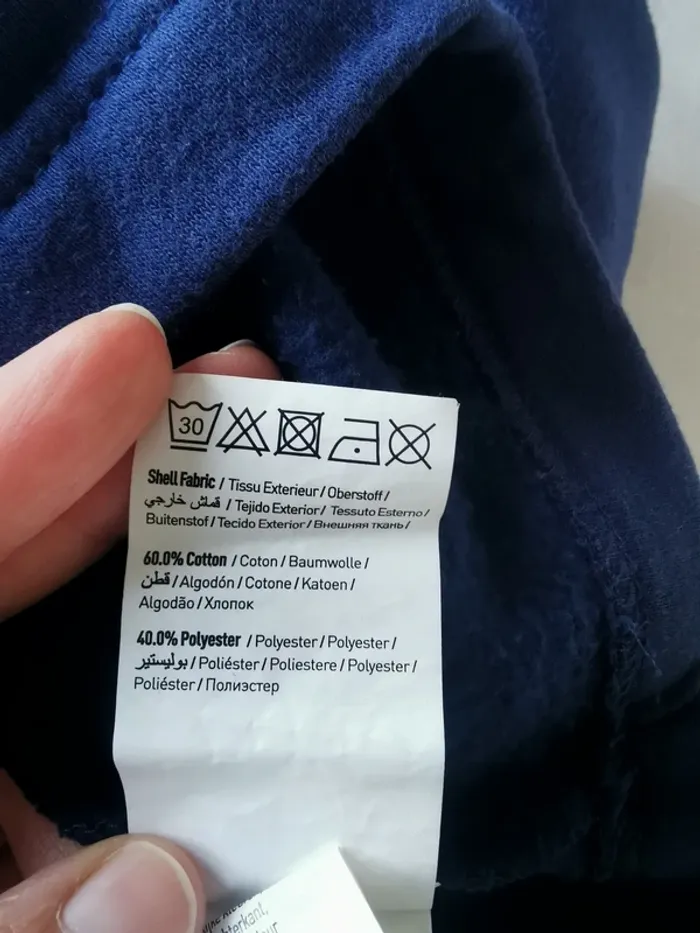 30
Shell Fabric / Tissu Exterieur / Oberstoff /
قماش خارجي / Tejido Exterior / Tessuto Esterno /
Buitenstof / Tecido Exterior / Внешняя ткань /
60.0% Cotton / Coton / Baumwolle /
قطن / Algodón / Cotone / Katoen /
Algodão / Хлопок
40.0% Polyester / Polyester / Polyester /
بوليستير / Poliéster / Poliestere / Polyester /
Poliéster / Полиэстер